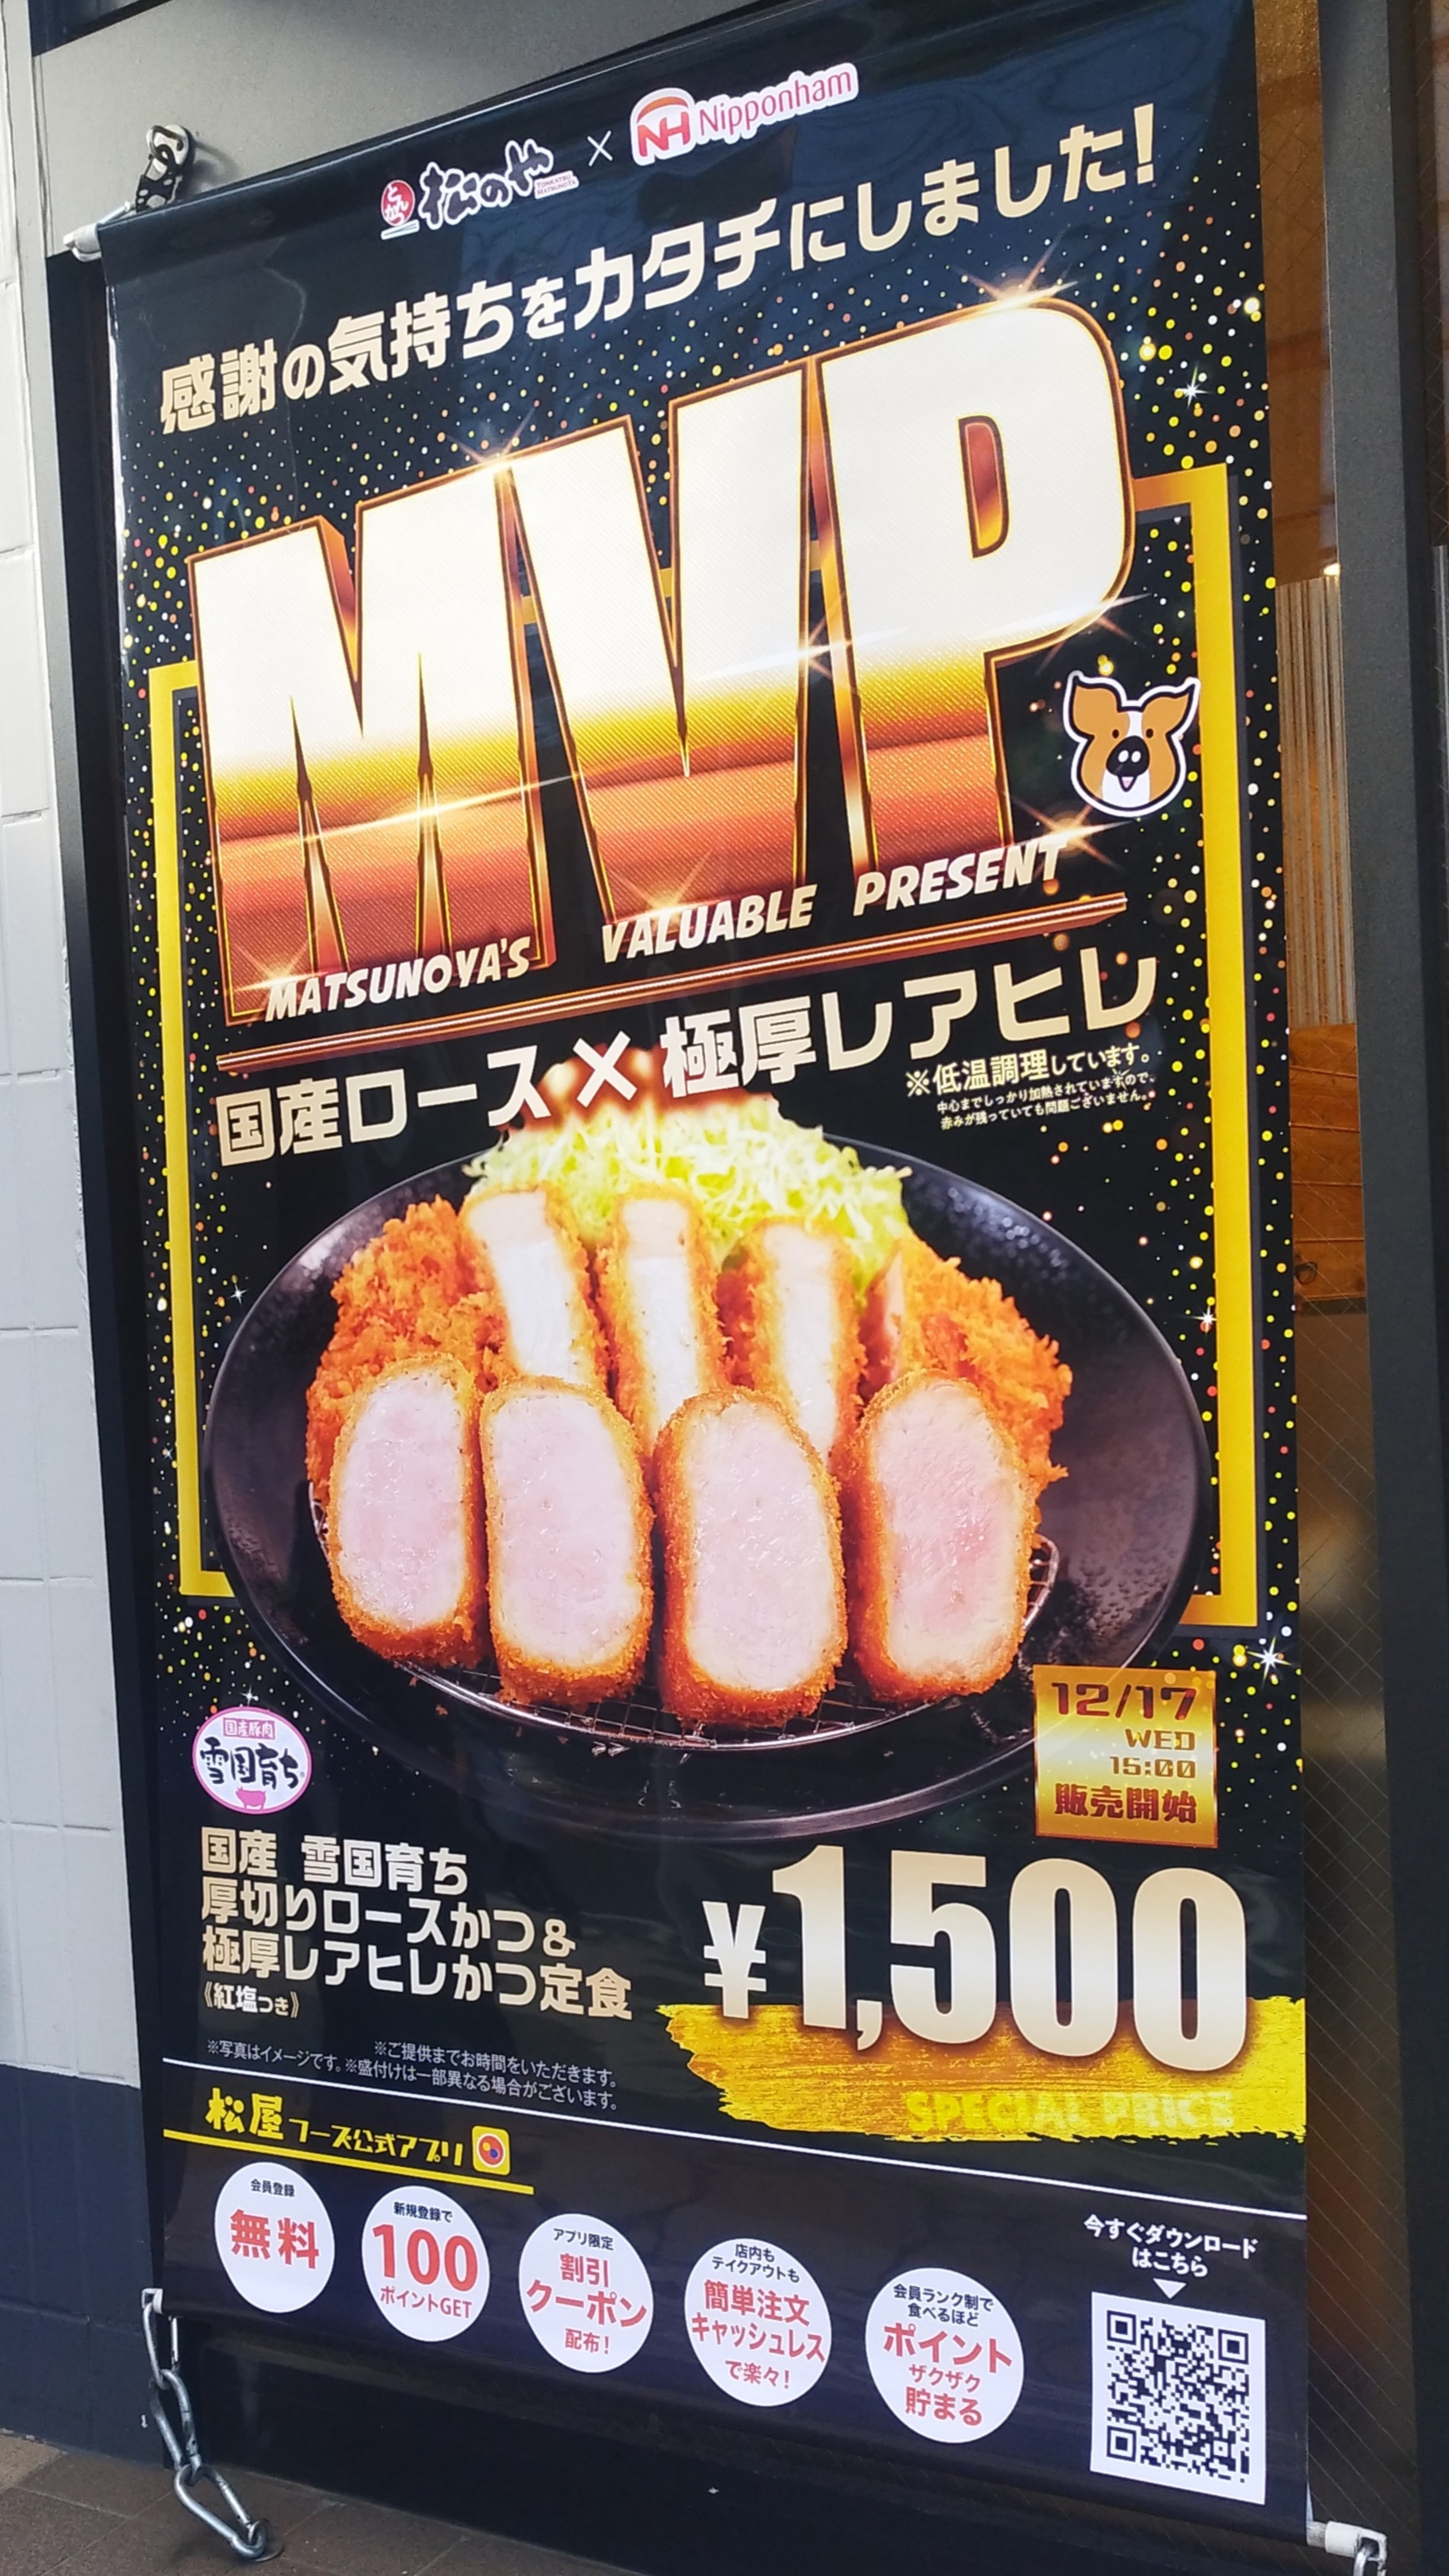 とんかつ 松のや TONKATSU MATSUNOYA × NH Nipponham
感謝の気持ちをカタチにしました!
MVP
MATSUNOYA'S VALUABLE PRESENT
国産ロース×極厚レアヒレ
※低温調理しています。
中心までしっかり加熱されていますので、
赤みが残っていても問題ございません。
12/17
WED
15:00
販売開始
国産豚肉
雪国育ち
国産 雪国育ち
厚切りロースかつ&
極厚レアヒレかつ定食
《紅塩つき》
¥1,500
SPECIAL PRICE
※ご提供までお時間をいただきます。
※写真はイメージです。※盛付けは一部異なる場合がございます。
松屋フーズ公式アプリ
会員登録
無料
新規登録で
100
ポイントGET
アプリ限定
割引
クーポン
配布!
店内も
テイクアウトも
簡単注文
キャッシュレス
で楽々!
会員ランク制で
食べるほど
ポイント
ザクザク
貯まる
今すぐダウンロード
はこちら